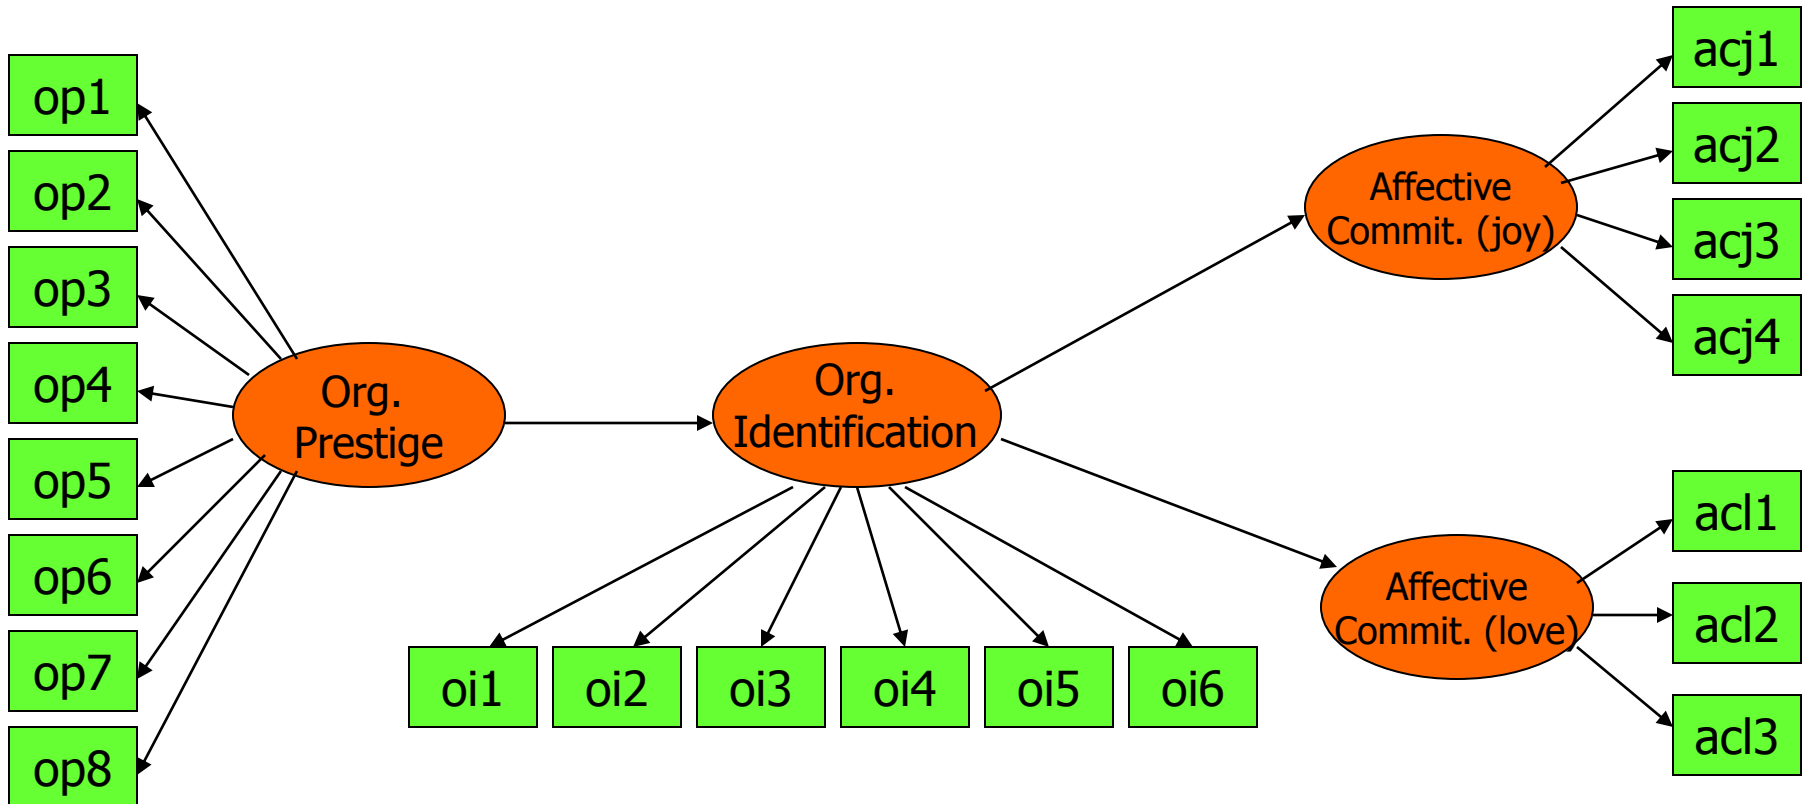 op1
op2
op3
op4
op5
op6
op7
op8
Org.
Prestige
Org.
Identification
oi1
oi2
oi3
oi4
oi5
oi6
Affective
Commit. (joy)
acj1
acj2
acj3
acj4
Affective
Commit. (love)
acl1
acl2
acl3